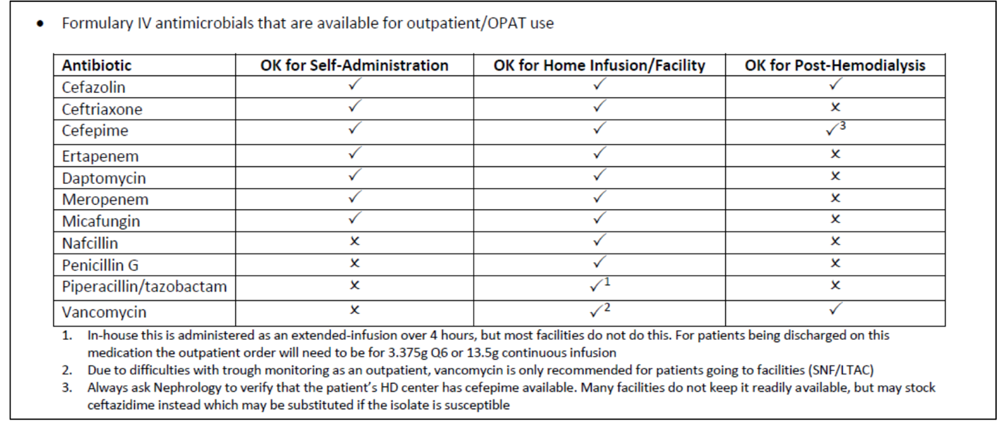 • Formulary IV antimicrobials that are available for outpatient/OPAT use
Antibiotic OK for Self-Administration OK for Home Infusion/Facility OK for Post-Hemodialysis
Cefazolin ✓ ✓ ✓
Ceftriaxone ✓ ✓ ×
Cefepime ✓ ✓ ✓3
Ertapenem ✓ ✓ ×
Daptomycin ✓ ✓ ×
Meropenem ✓ ✓ ×
Micafungin ✓ ✓ ×
Nafcillin × ✓ ×
Penicillin G × ✓ ×
Piperacillin/tazobactam × ✓1 ×
Vancomycin × ✓2 ✓
1. In-house this is administered as an extended-infusion over 4 hours, but most facilities do not do this. For patients being discharged on this
medication the outpatient order will need to be for 3.375g Q6 or 13.5g continuous infusion
2. Due to difficulties with trough monitoring as an outpatient, vancomycin is only recommended for patients going to facilities (SNF/LTAC)
3. Always ask Nephrology to verify that the patient's HD center has cefepime available. Many facilities do not keep it readily available, but may stock
ceftazidime instead which may be substituted if the isolate is susceptible